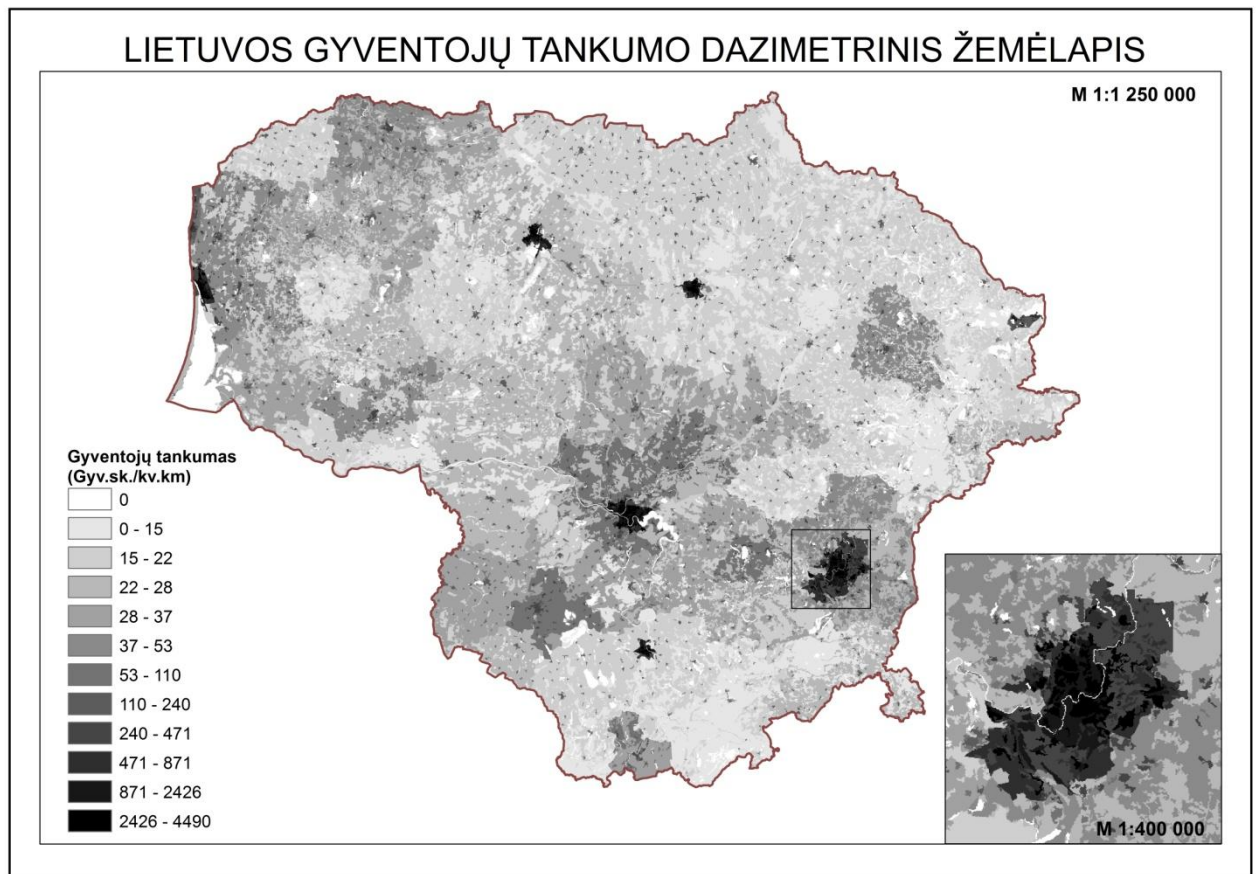 LIETUVOS GYVENTOJŲ TANKUMO DAZIMETRINIS ŽEMĖLAPIS
M 1:1 250 000
Gyventojų tankumas
(Gyv.sk./kv.km)
0
0 - 15
15 - 22
22 - 28
28 - 37
37 - 53
53 - 110
110 - 240
240 - 471
471 - 871
871 - 2426
2426 - 4490
M 1:400 000